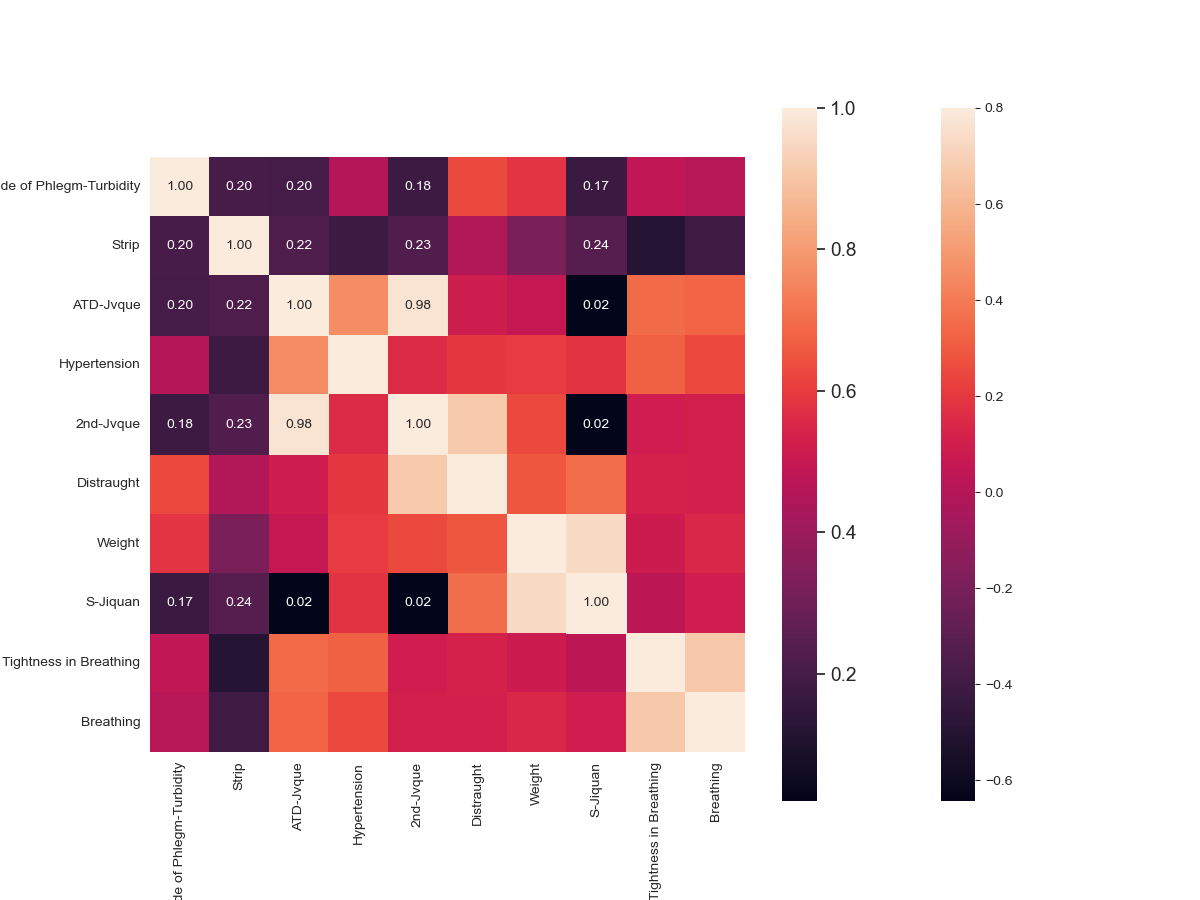 de of Phlegm-Turbidity 1.00 0.20 0.20 0.18 0.17
Strip 0.20 1.00 0.22 0.23 0.24
ATD-Jvque 0.20 0.22 1.00 0.98 0.02
Hypertension
2nd-Jvque 0.18 0.23 0.98 1.00 0.02
Distraught
Weight
S-Jiquan 0.17 0.24 0.02 0.02 1.00
Tightness in Breathing
Breathing
de of Phlegm-Turbidity
Strip
ATD-Jvque
Hypertension
2nd-Jvque
Distraught
Weight
S-Jiquan
Tightness in Breathing
Breathing
1.0
0.8
0.6
0.4
0.2
0.8
0.6
0.4
0.2
0.0
−0.2
−0.4
−0.6